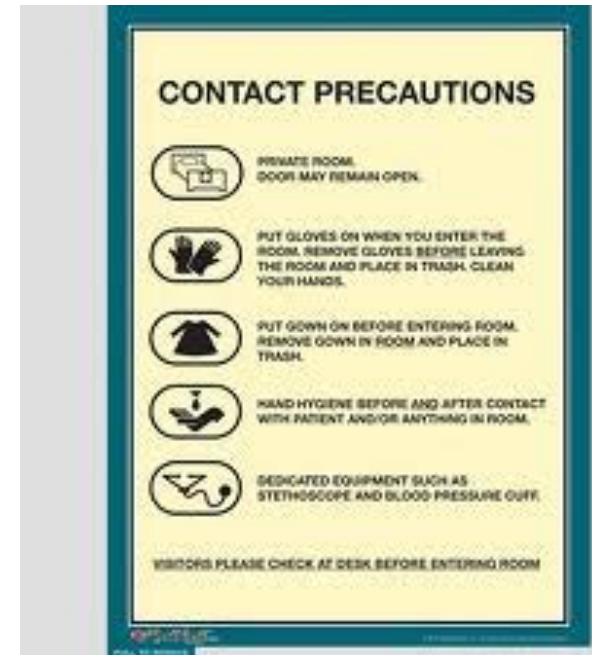 CONTACT PRECAUTIONS
PRIVATE ROOM.
DOOR MAY REMAIN OPEN.
PUT GLOVES ON WHEN YOU ENTER THE
ROOM. REMOVE GLOVES BEFORE LEAVING
THE ROOM AND PLACE IN TRASH. CLEAN
YOUR HANDS.
PUT GOWN ON BEFORE ENTERING ROOM.
REMOVE GOWN IN ROOM AND PLACE IN
TRASH.
HAND HYGIENE BEFORE AND AFTER CONTACT
WITH PATIENT AND/OR ANYTHING IN ROOM.
DEDICATED EQUIPMENT SUCH AS
STETHOSCOPE AND BLOOD PRESSURE CUFF.
VISITORS PLEASE CHECK AT DESK BEFORE ENTERING ROOM